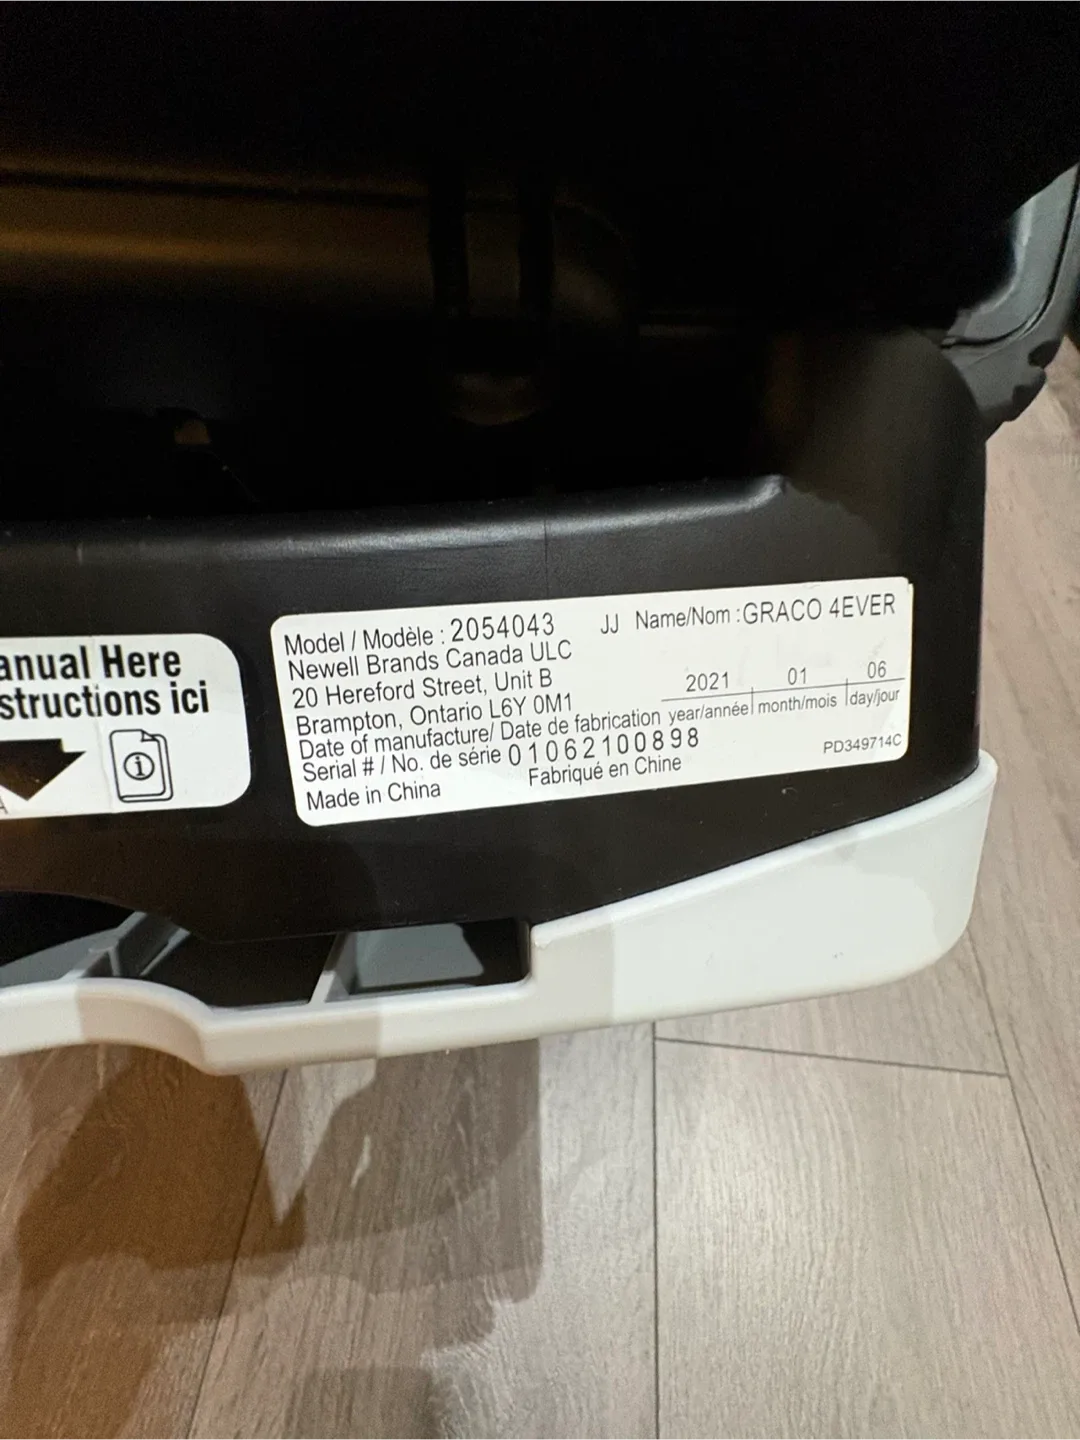 anual Here
structions ici
Model / Modèle : 2054043 JJ Name/Nom : GRACO 4EVER
Newell Brands Canada ULC
20 Hereford Street, Unit B
Brampton, Ontario L6Y 0M1
2021 01 06
Date of manufacture/ Date de fabrication year/année month/mois day/jour
Serial # / No. de série 01062100898
PD349714C
Made in China Fabriqué en Chine